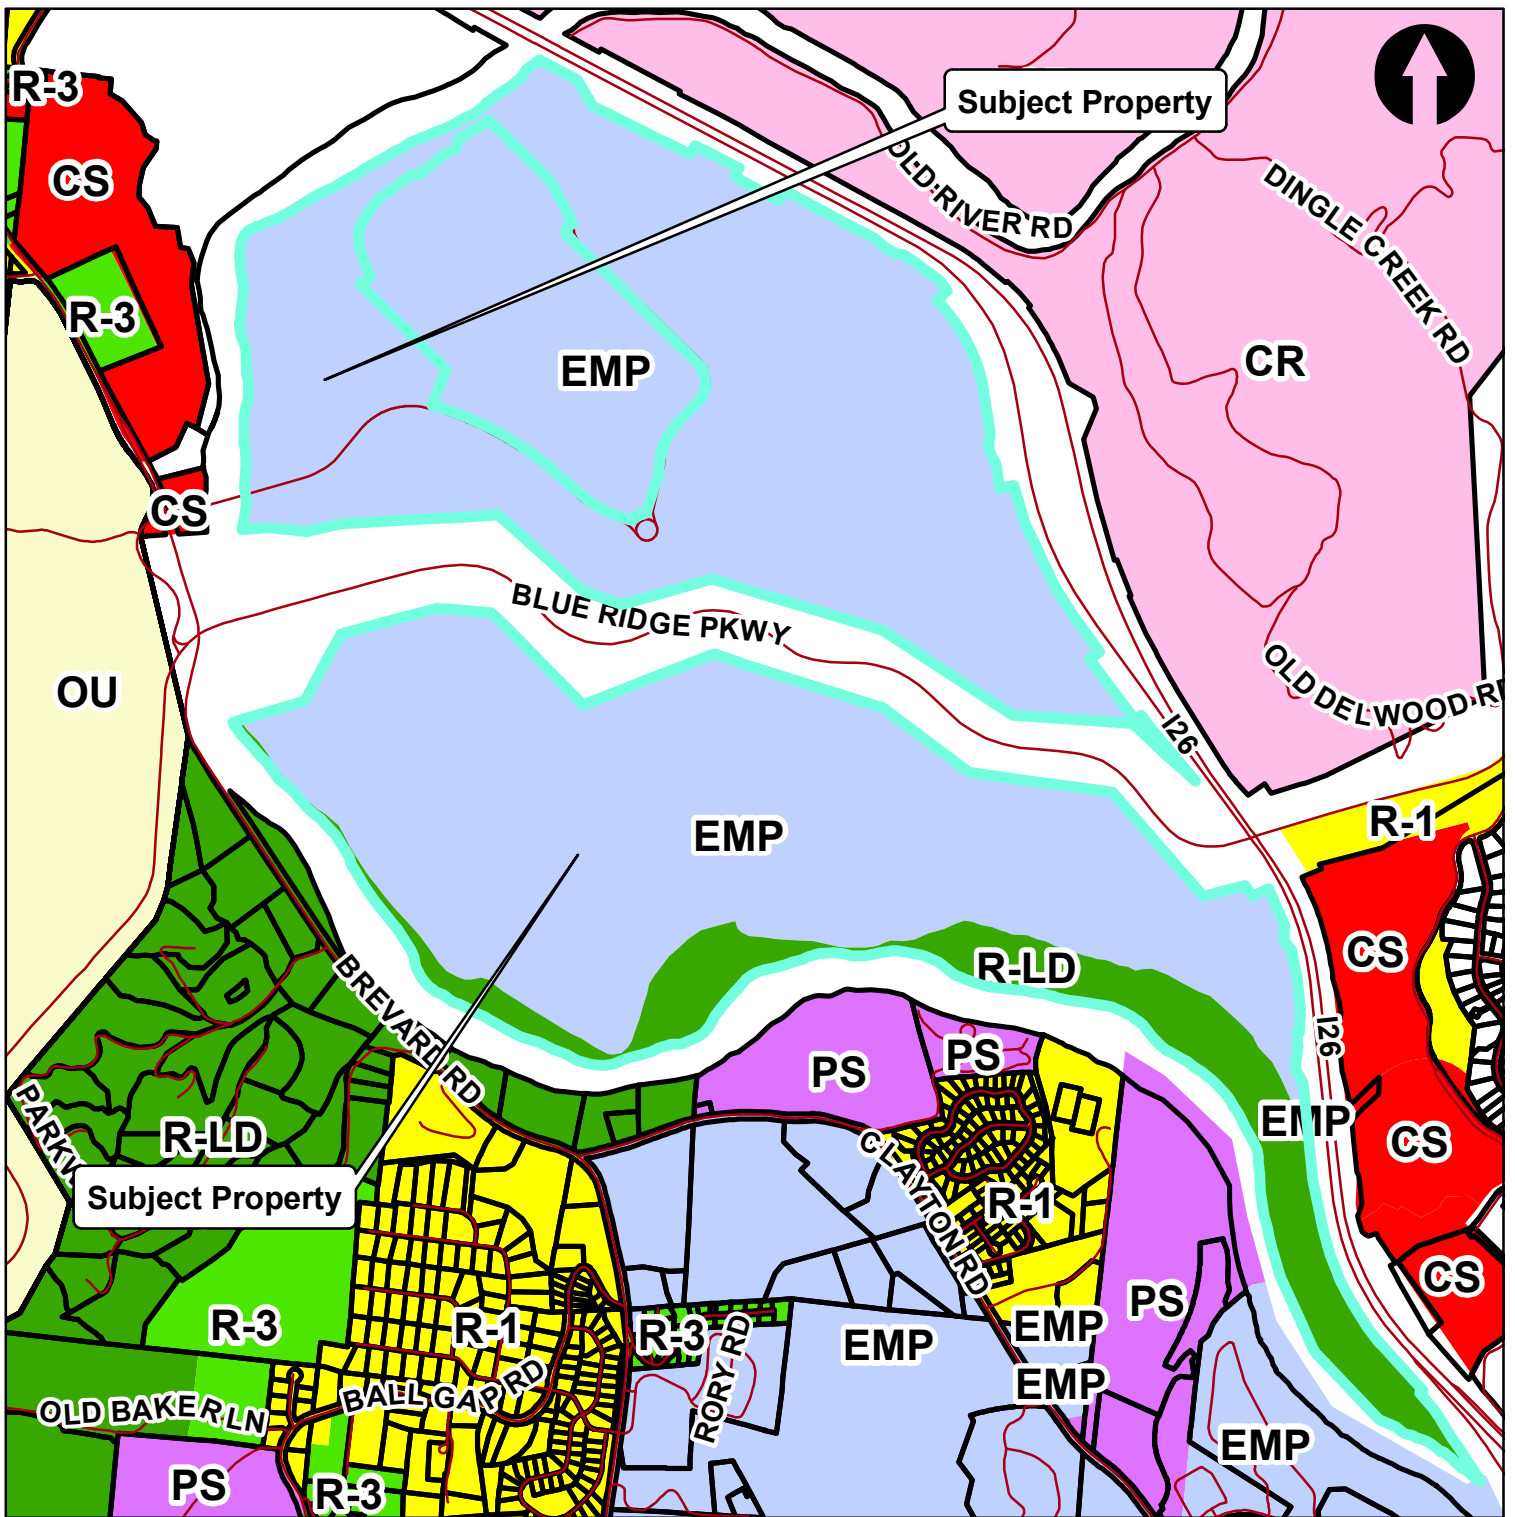 R-3
Subject Property
CS
OLD RIVER RD
DINGLE CREEK RD
R-3
EMP
CR
CS
BLUE RIDGE PKWY
OU
OLD DELWOOD RD
I26
R-1
EMP
CS
R-LD
BREVARD RD
I26
PS
PS
EMP
CS
PARKW
R-LD
CLAYTON RD
Subject Property
R-1
CS
PS
R-3
R-1
R-3
EMP
EMP
RORY RD
EMP
BALL GAP RD
OLD BAKER LN
EMP
PS
R-3